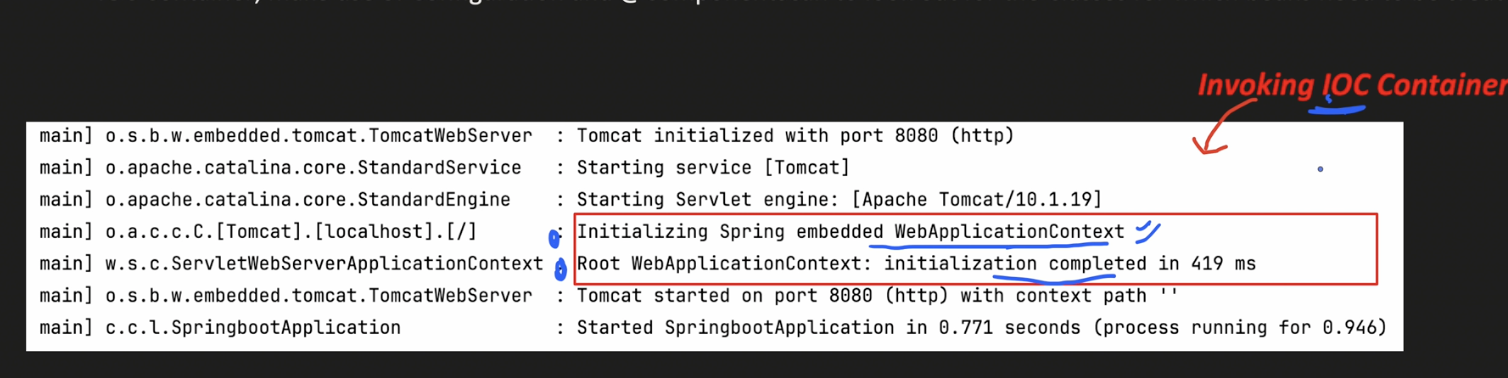 Invoking IOC Container
main] o.s.b.w.embedded.tomcat.TomcatWebServer : Tomcat initialized with port 8080 (http)
main] o.apache.catalina.core.StandardService : Starting service [Tomcat]
main] o.apache.catalina.core.StandardEngine : Starting Servlet engine: [Apache Tomcat/10.1.19]
main] o.a.c.c.C.[Tomcat].[localhost].[/] : Initializing Spring embedded WebApplicationContext
main] w.s.c.ServletWebServerApplicationContext : Root WebApplicationContext: initialization completed in 419 ms
main] o.s.b.w.embedded.tomcat.TomcatWebServer : Tomcat started on port 8080 (http) with context path ''
main] c.c.l.SpringbootApplication : Started SpringbootApplication in 0.771 seconds (process running for 0.946)